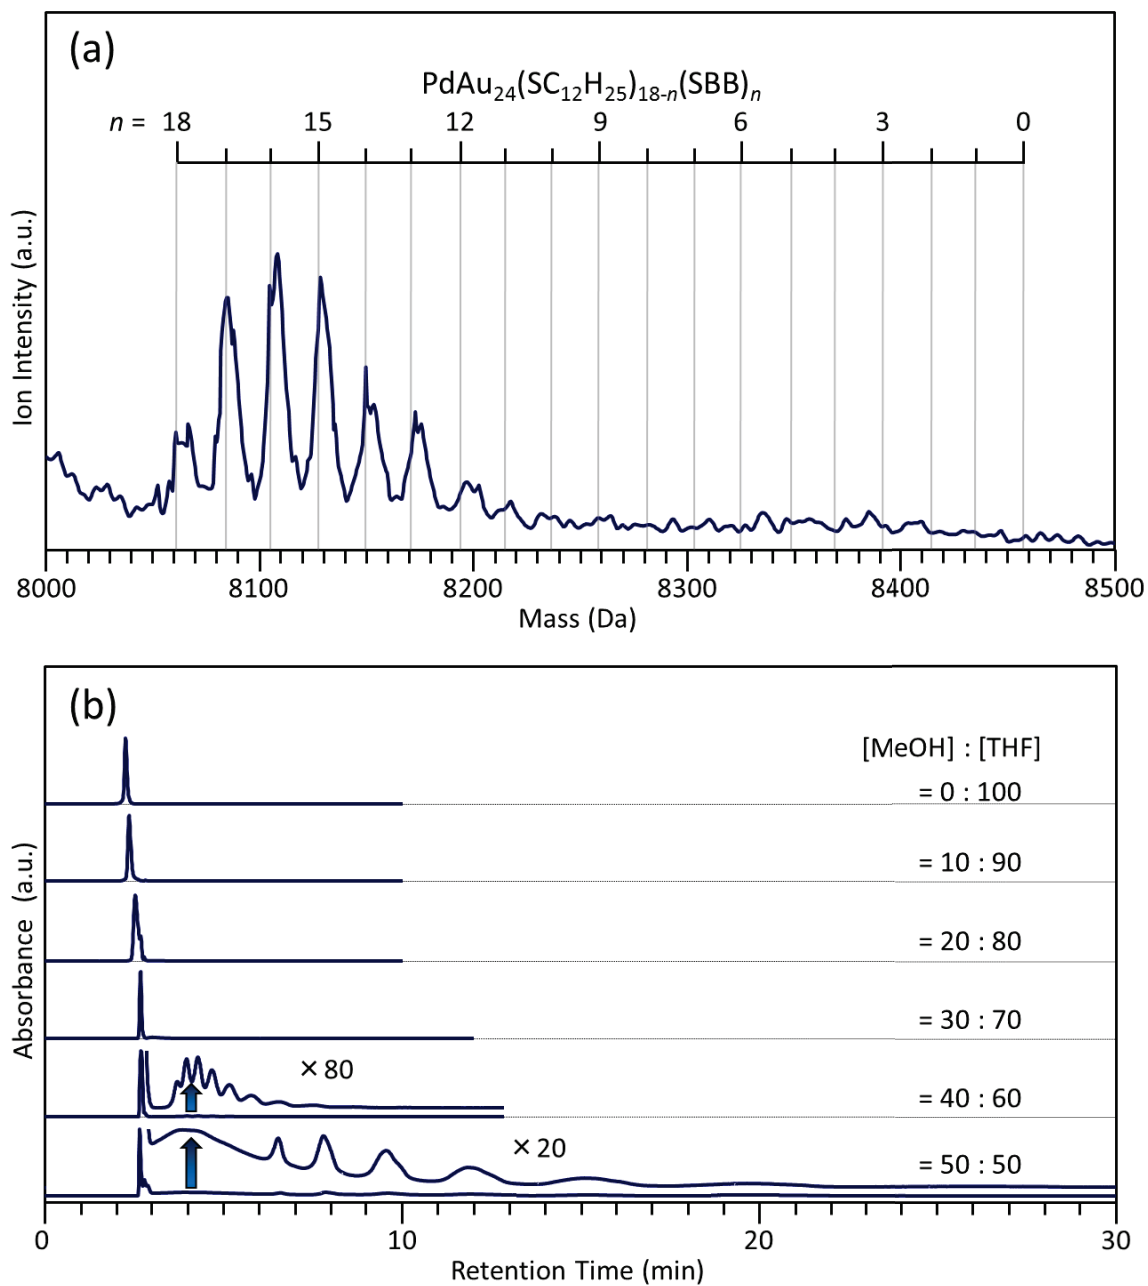 (a)
PdAu₂₄(SC₁₂H₂₅)₁₈₋ₙ(SBB)ₙ
n = 18 15 12 9 6 3 0
Ion Intensity (a.u.)
8000 8100 8200 8300 8400 8500
Mass (Da)
(b)
[MeOH] : [THF]
= 0 : 100
= 10 : 90
= 20 : 80
= 30 : 70
×80
= 40 : 60
×20
= 50 : 50
Absorbance (a.u.)
0 10 20 30
Retention Time (min)